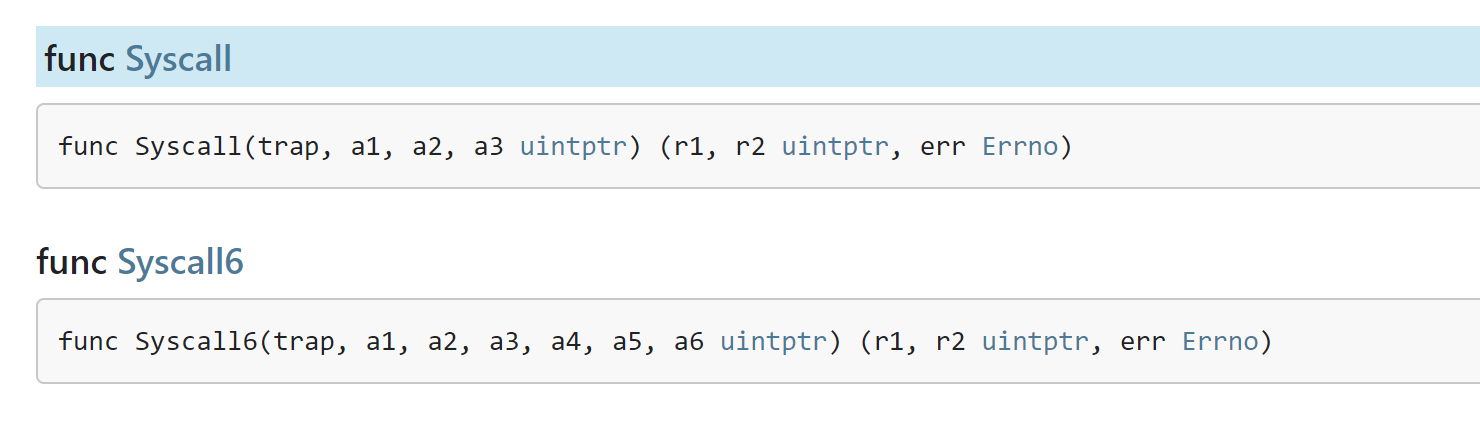 func Syscall
func Syscall(trap, a1, a2, a3 uintptr) (r1, r2 uintptr, err Errno)
func Syscall6
func Syscall6(trap, a1, a2, a3, a4, a5, a6 uintptr) (r1, r2 uintptr, err Errno)